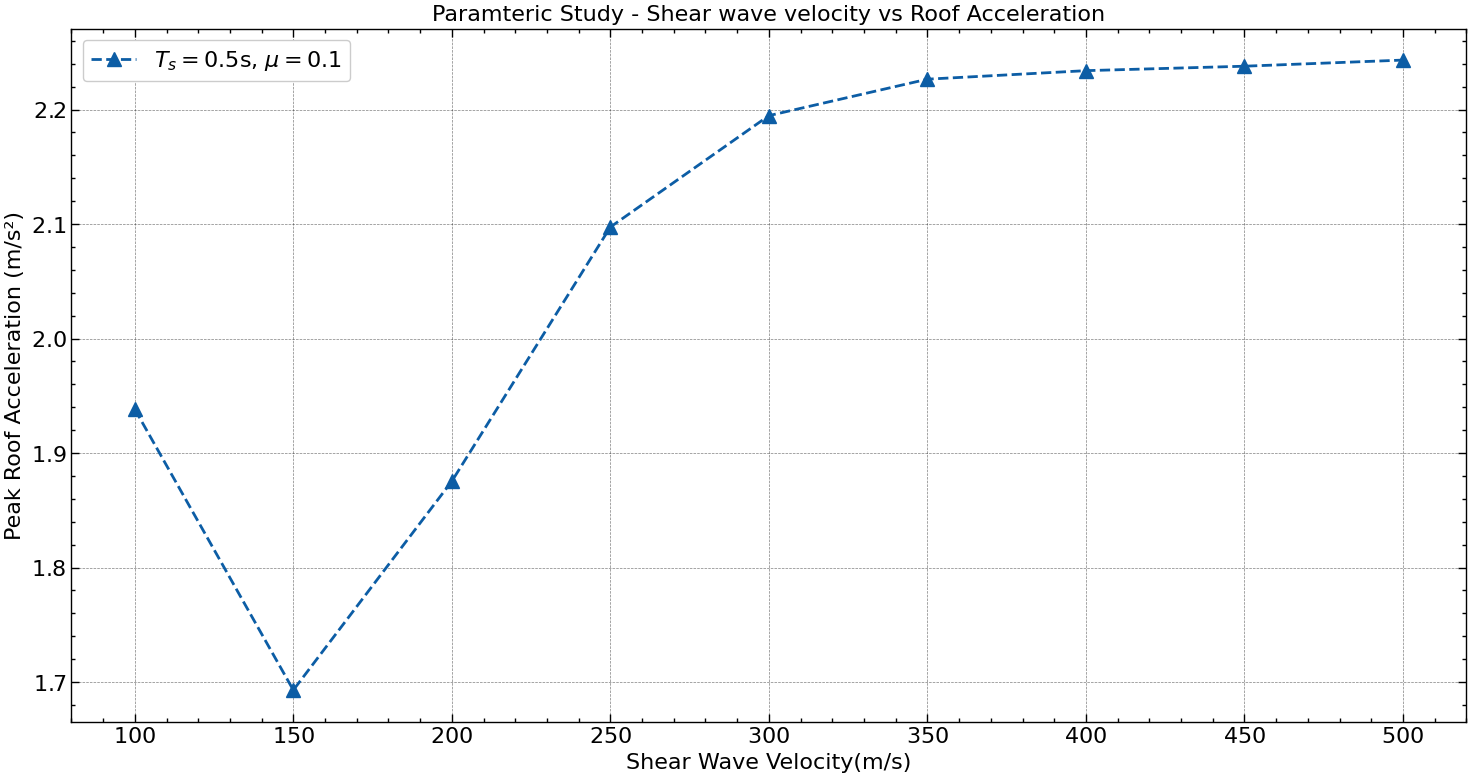 Paramteric Study - Shear wave velocity vs Roof Acceleration
T_s = 0.5s, μ = 0.1
Peak Roof Acceleration (m/s²)
2.2
2.1
2.0
1.9
1.8
1.7
100 150 200 250 300 350 400 450 500
Shear Wave Velocity(m/s)